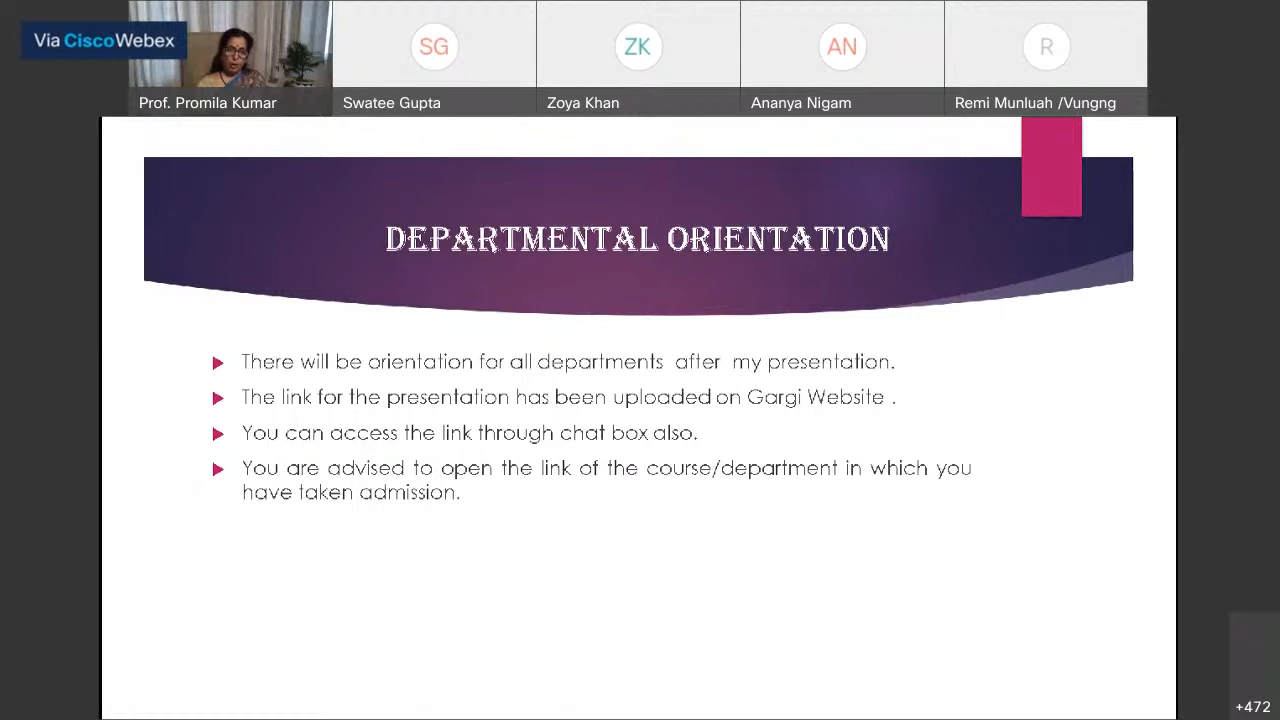 Via CiscoWebex
SG
ZK
AN
R
Prof. Promila Kumar
Swatee Gupta
Zoya Khan
Ananya Nigam
Remi Munluah /Vungng
DEPARTMENTAL ORIENTATION
There will be orientation for all departments after my presentation.
The link for the presentation has been uploaded on Gargi Website .
You can access the link through chat box also.
You are advised to open the link of the course/department in which you
have taken admission.
+472